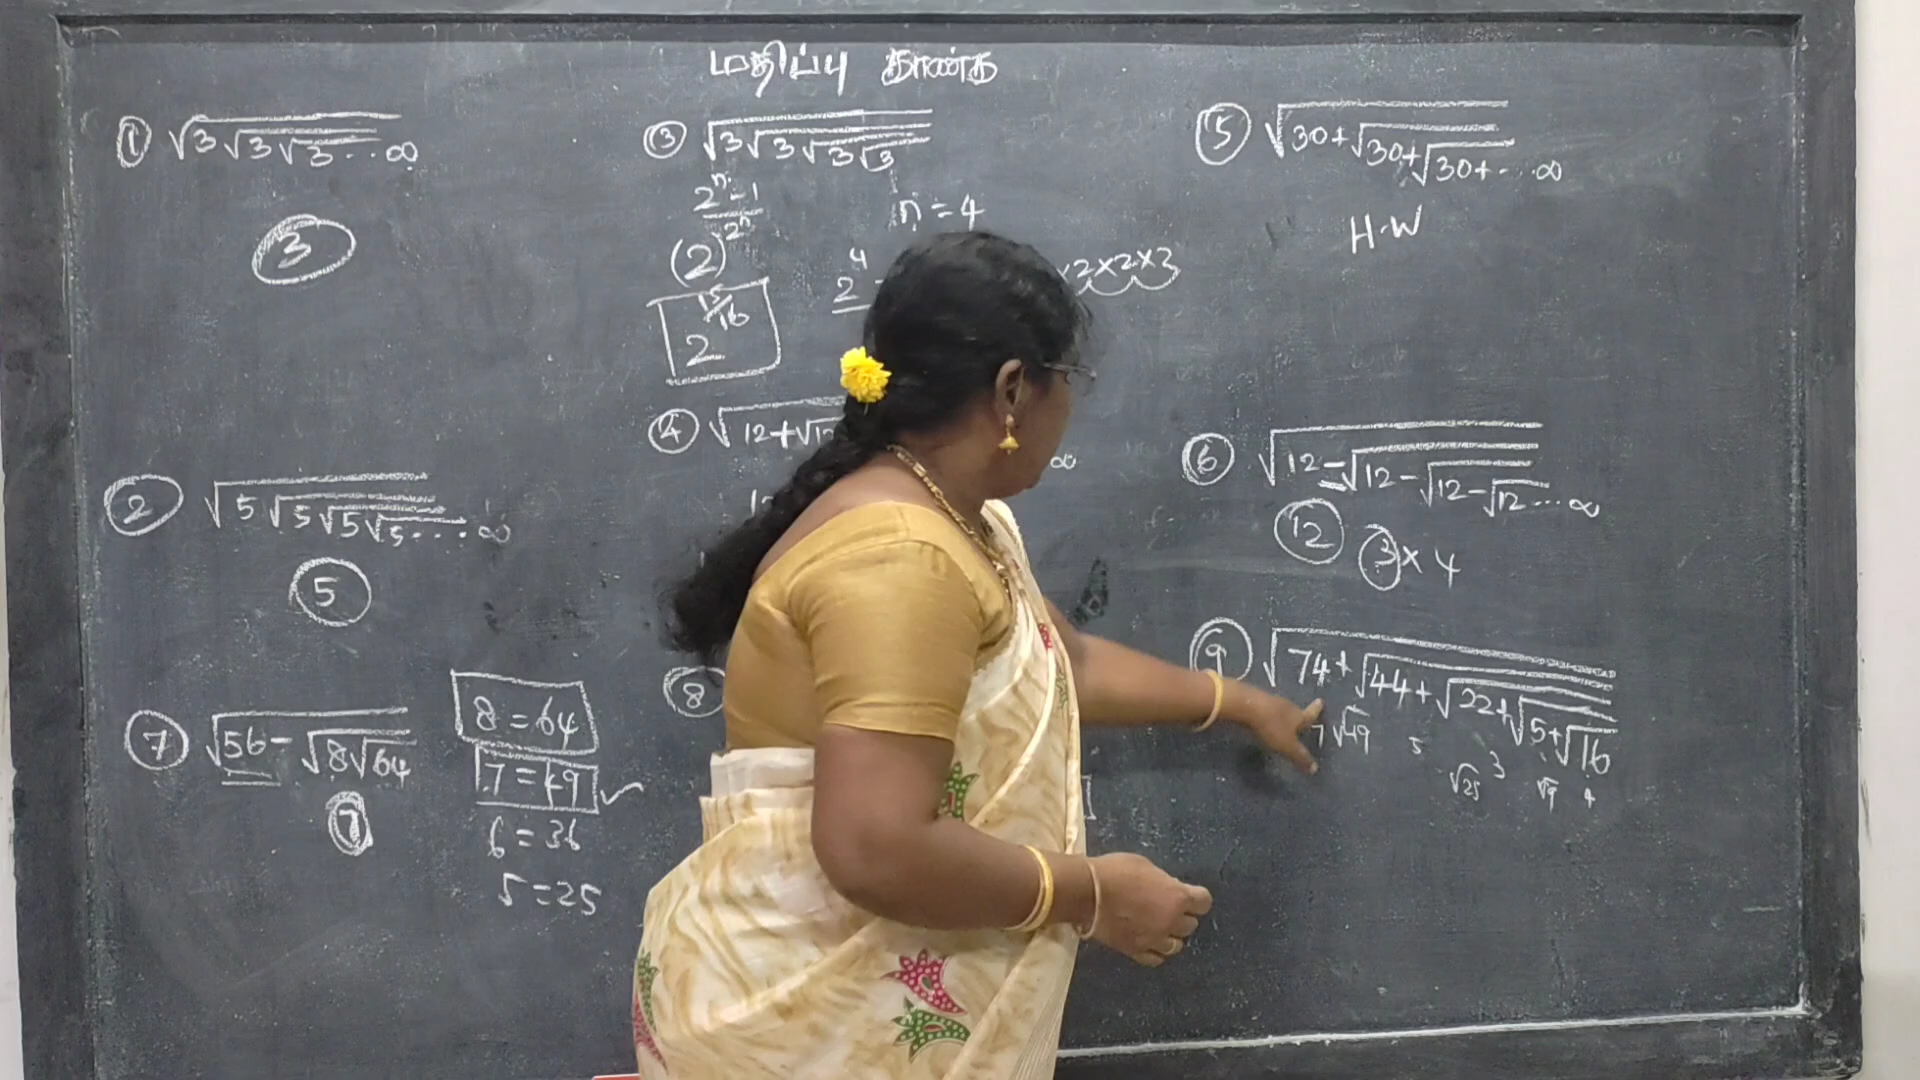 மதிப்பு காண்க
① √3√3√3... ∞
3
② √5√5√5√5.... ∞
5
⑦ √56-√8√64
7
8=64
7=49 ✓
6=36
5=25
③ √3√3√3√3
2ⁿ-1
(2) 2ⁿ
n=4
2⁴
×2×2×2
2 15/16
④ √12+√12
∞
⑧
⑤ √30+√30+√30+... ∞
H.W
⑥ √12-√12-√12-√12... ∞
12 3×4
⑨ √74+√44+√22+√5+√16
7 √49 5 √25 3 √9 4